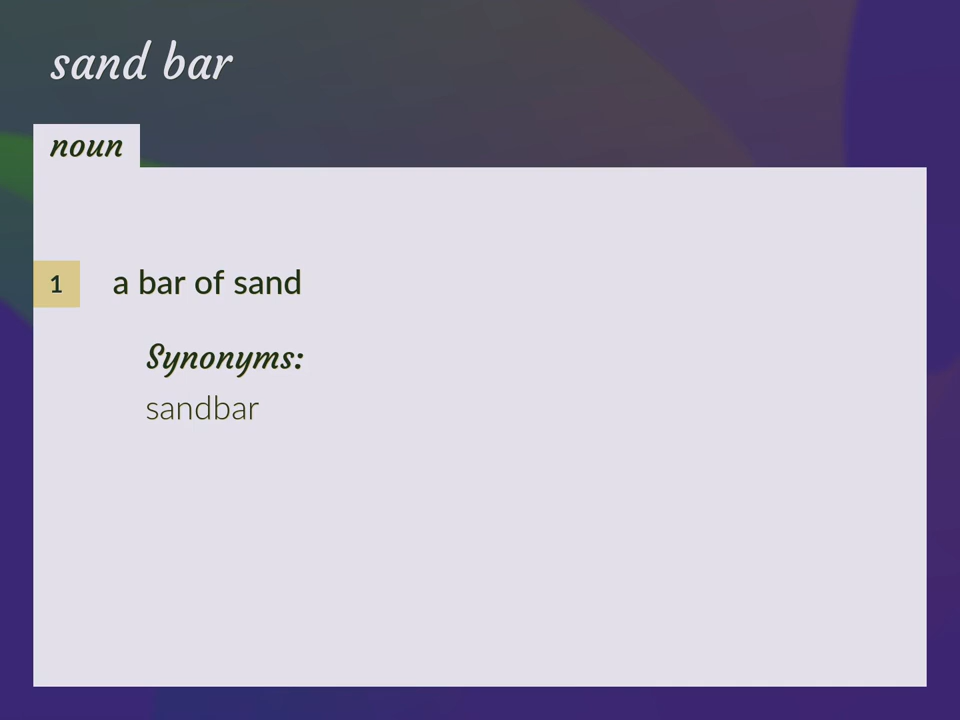 sand bar
noun
1 a bar of sand
Synonyms:
sandbar